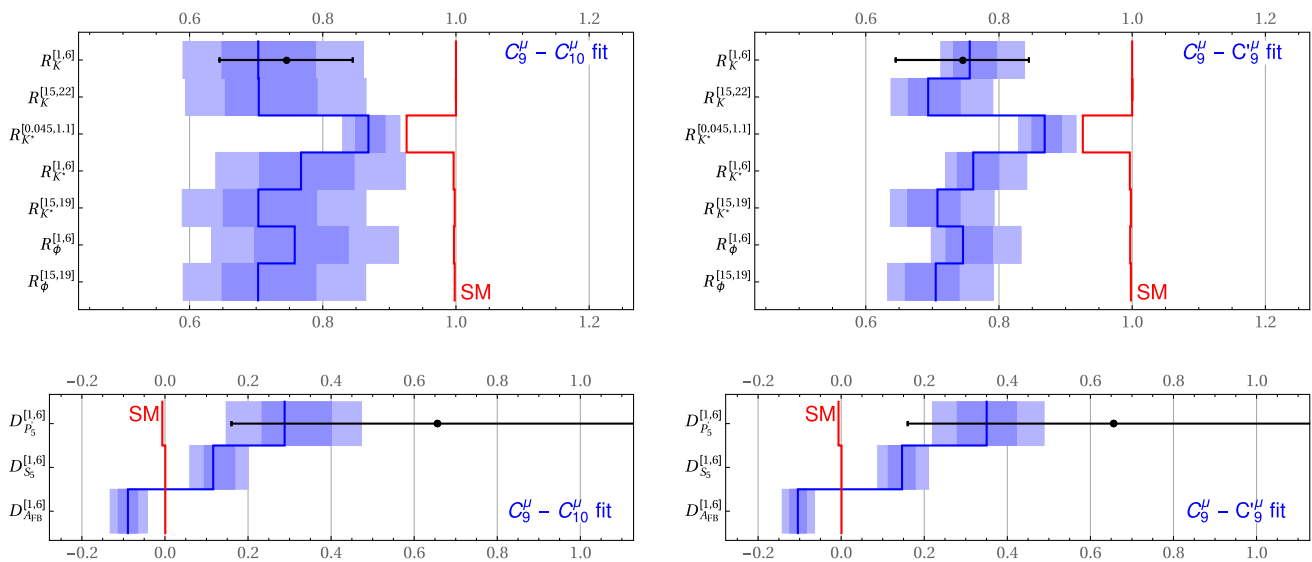 0.6 0.8 1.0 1.2
R_K^[1,6]
C_9^μ − C_10^μ fit
R_K^[15,22]
R_K*^[0.045,1.1]
R_K*^[1,6]
R_K*^[15,19]
R_ϕ^[1,6]
R_ϕ^[15,19]
SM
0.6 0.8 1.0 1.2
0.6 0.8 1.0 1.2
R_K^[1,6]
C_9^μ − C'_9^μ fit
R_K^[15,22]
R_K*^[0.045,1.1]
R_K*^[1,6]
R_K*^[15,19]
R_ϕ^[1,6]
R_ϕ^[15,19]
SM
0.6 0.8 1.0 1.2
−0.2 0.0 0.2 0.4 0.6 0.8 1.0
SM
D_P'_5^[1,6]
D_S_5^[1,6]
D_A_FB^[1,6]
C_9^μ − C_10^μ fit
−0.2 0.0 0.2 0.4 0.6 0.8 1.0
−0.2 0.0 0.2 0.4 0.6 0.8 1.0
SM
D_P'_5^[1,6]
D_S_5^[1,6]
D_A_FB^[1,6]
C_9^μ − C'_9^μ fit
−0.2 0.0 0.2 0.4 0.6 0.8 1.0